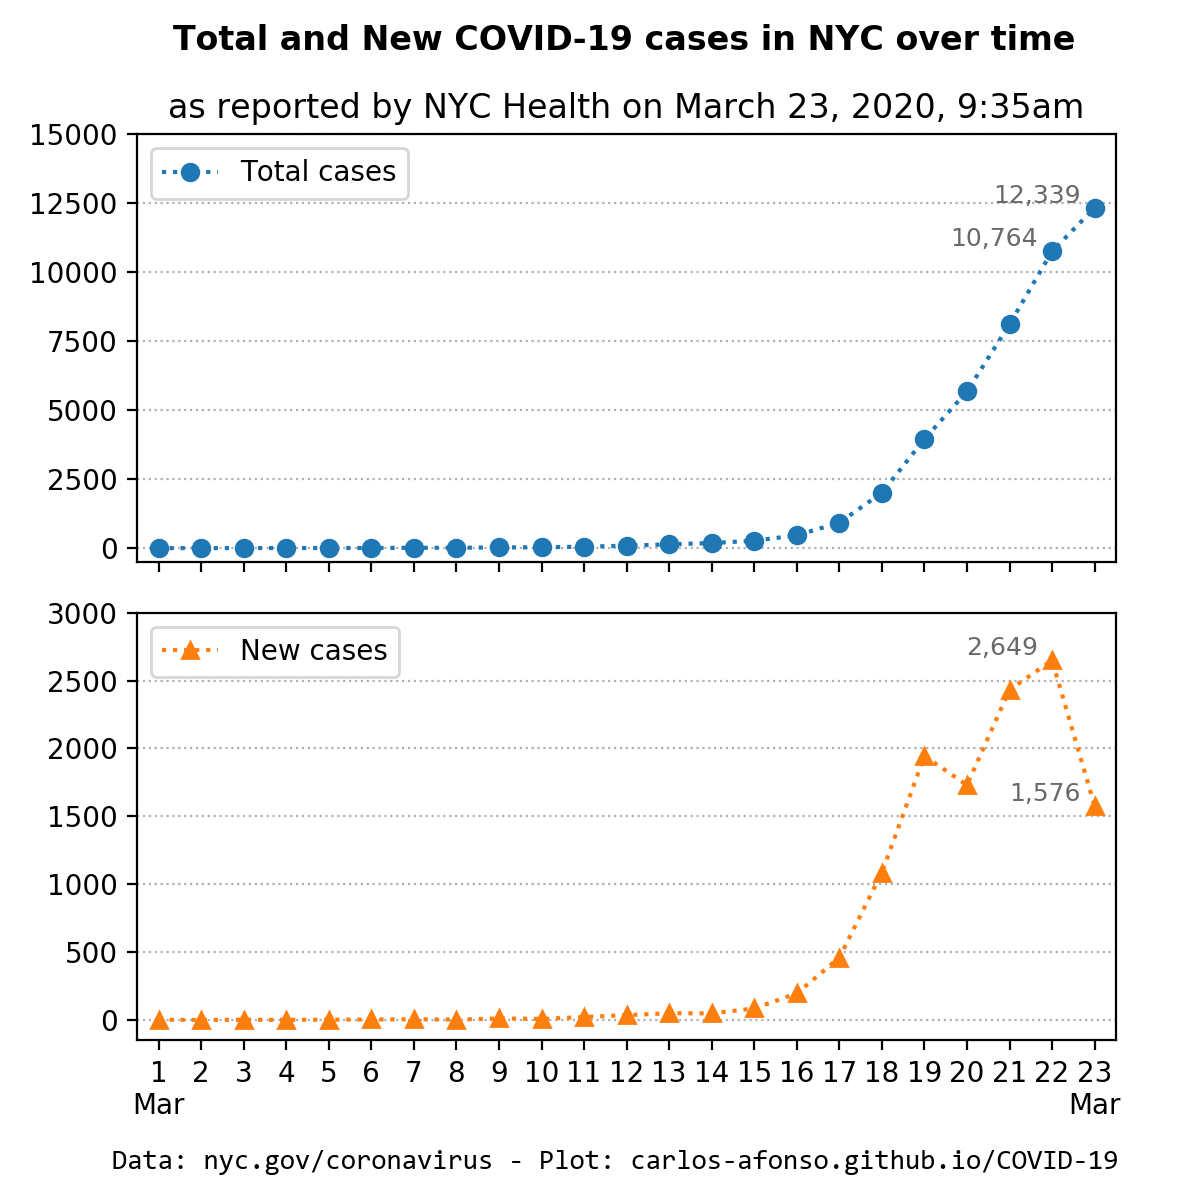 Total and New COVID-19 cases in NYC over time
as reported by NYC Health on March 23, 2020, 9:35am
15000
12500
10000
7500
5000
2500
0
Total cases
12,339
10,764
3000
2500
2000
1500
1000
500
0
New cases
2,649
1,576
1 2 3 4 5 6 7 8 9 10 11 12 13 14 15 16 17 18 19 20 21 22 23
Mar Mar
Data: nyc.gov/coronavirus - Plot: carlos-afonso.github.io/COVID-19